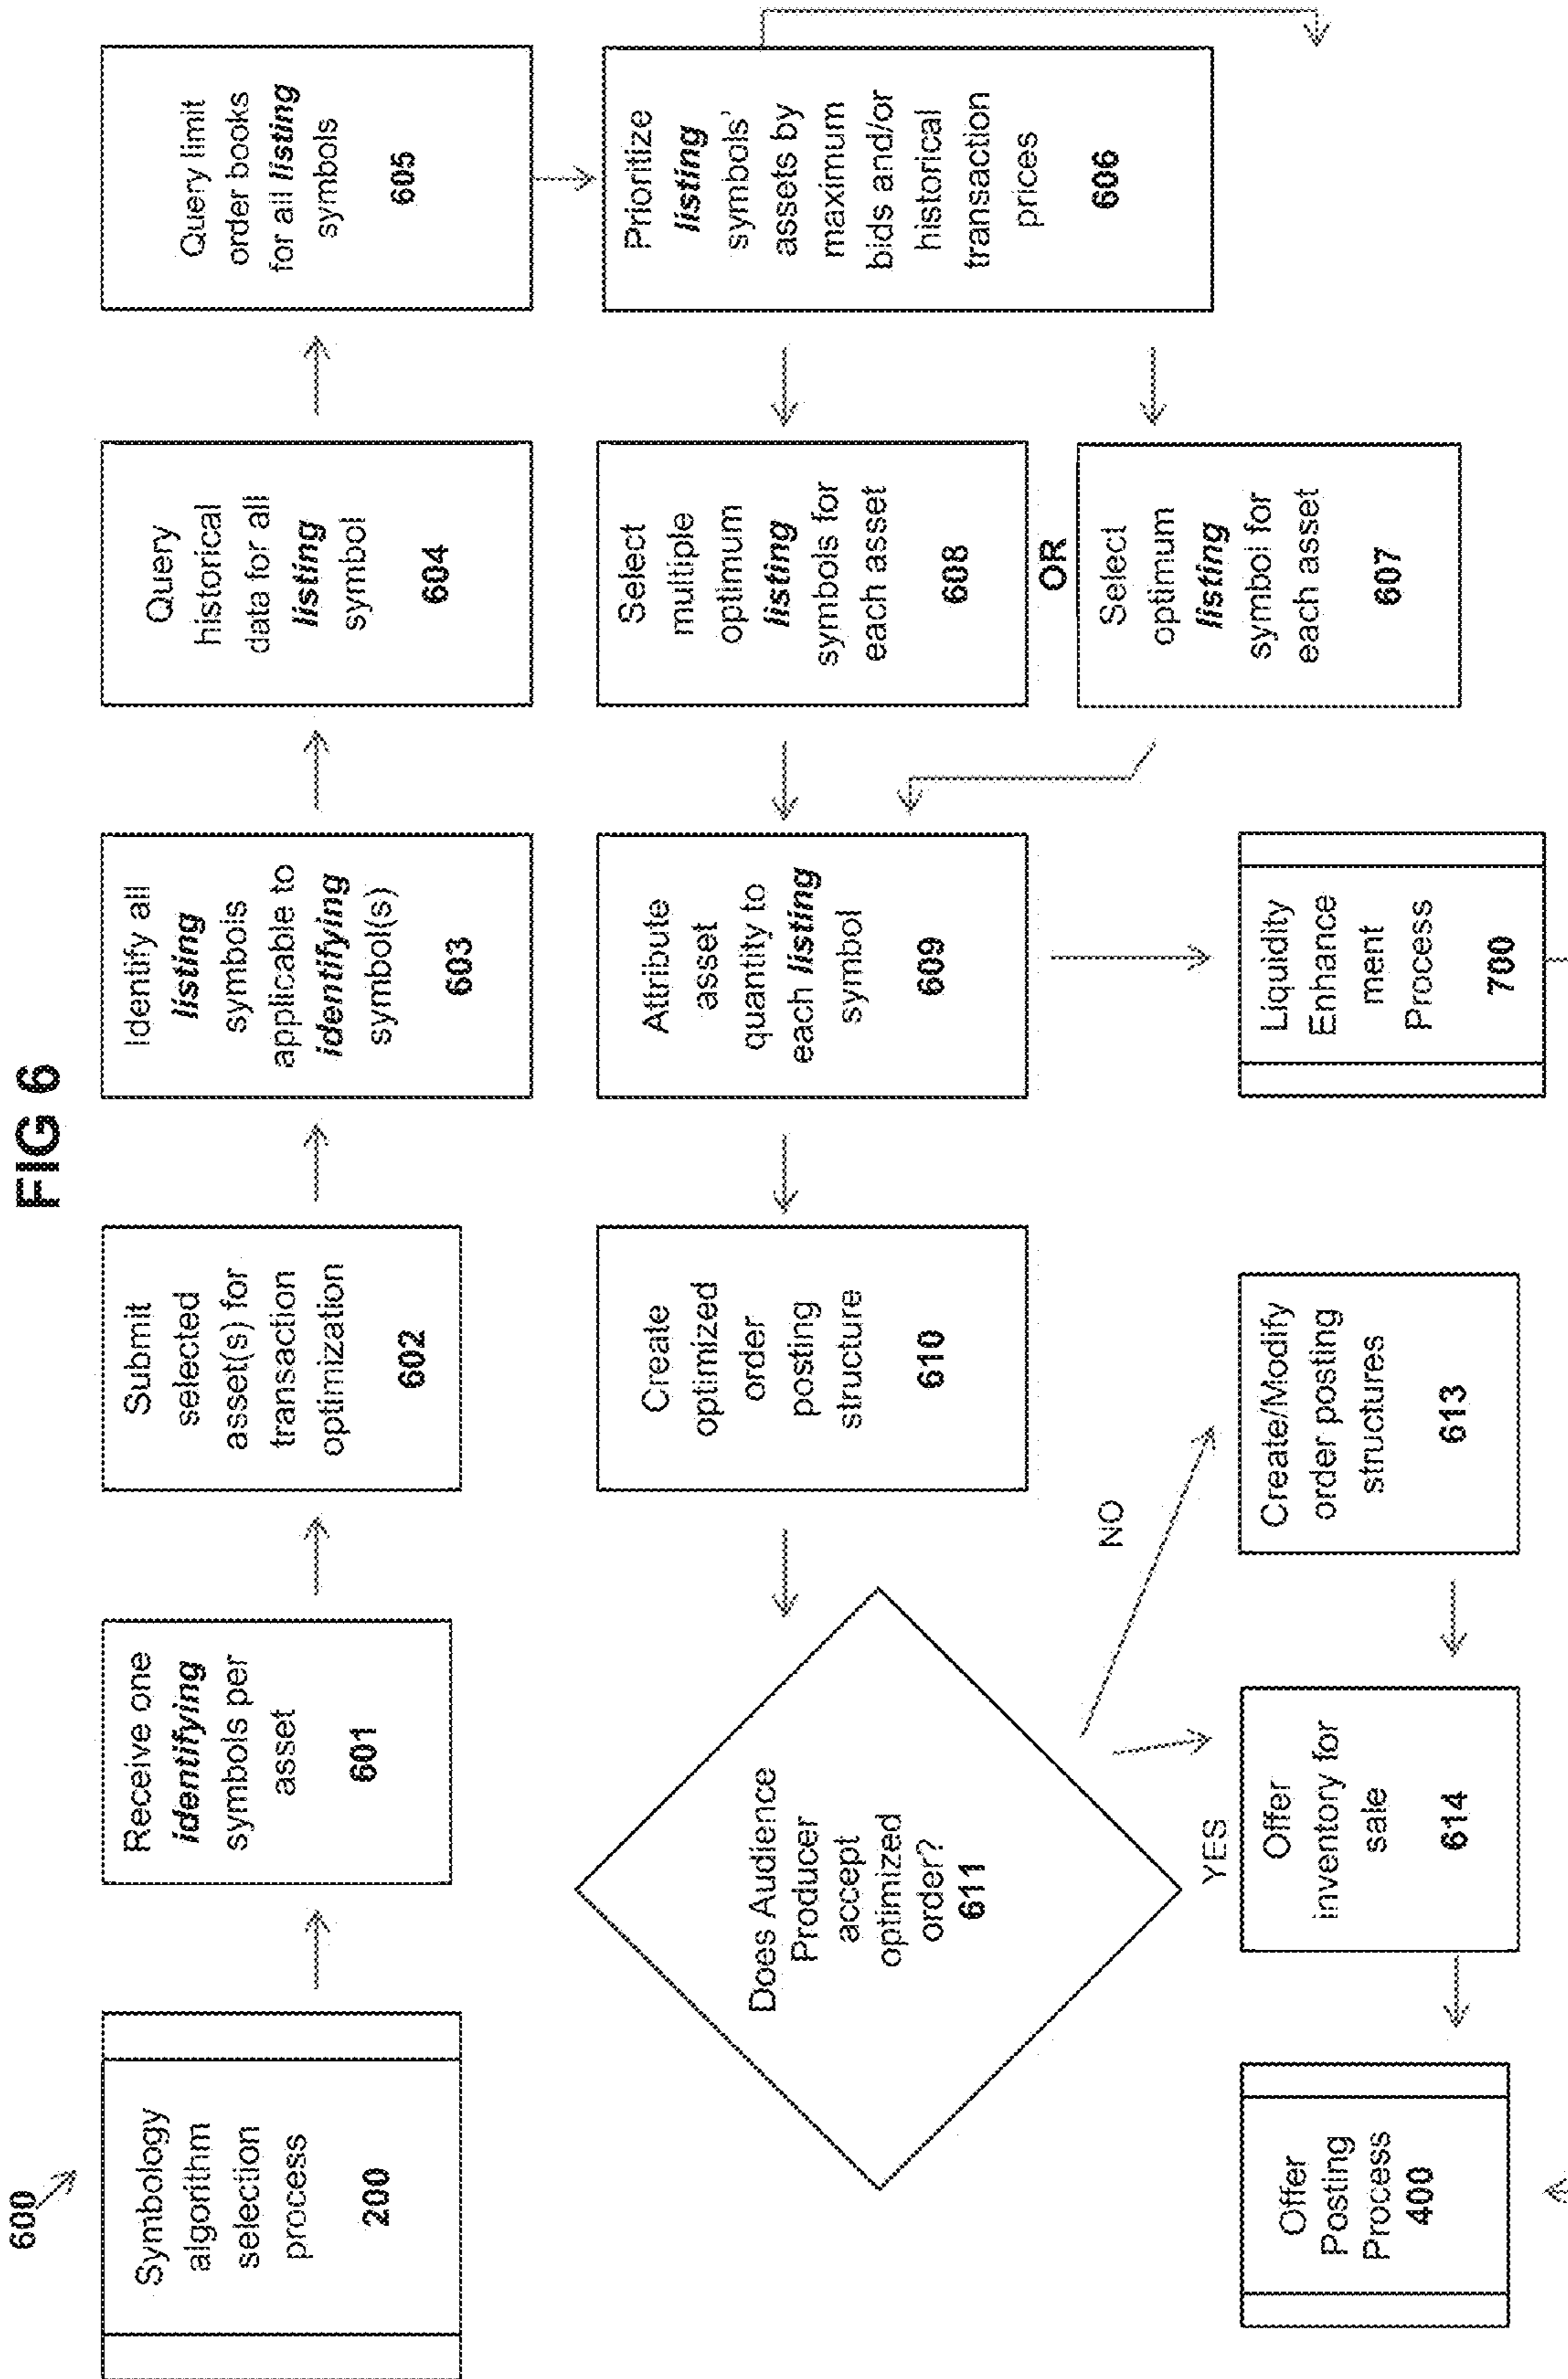 FIG 6
600
Symbology
algorithm
selection
process
200
Receive one
identifying
symbols per
asset
601
Submit
selected
asset(s) for
transaction
optimization
602
Identify all
listing
symbols
applicable to
identifying
symbol(s)
603
Query
historical
data for all
listing
symbol
604
Query limit
order books
for all listing
symbols
605
Prioritize
listing
symbols'
assets by
maximum
bids and/or
historical
transaction
prices
606
Select
multiple
optimum
listing
symbols for
each asset
608
OR
Select
optimum
listing
symbol for
each asset
607
Attribute
asset
quantity to
each listing
symbol
609
Create
optimized
order
posting
structure
610
Does Audience
Producer
accept
optimized
order?
611
NO
YES
Liquidity
Enhance
ment
Process
700
Create/Modify
order posting
structures
613
Offer
inventory for
sale
614
Offer
Posting
Process
400